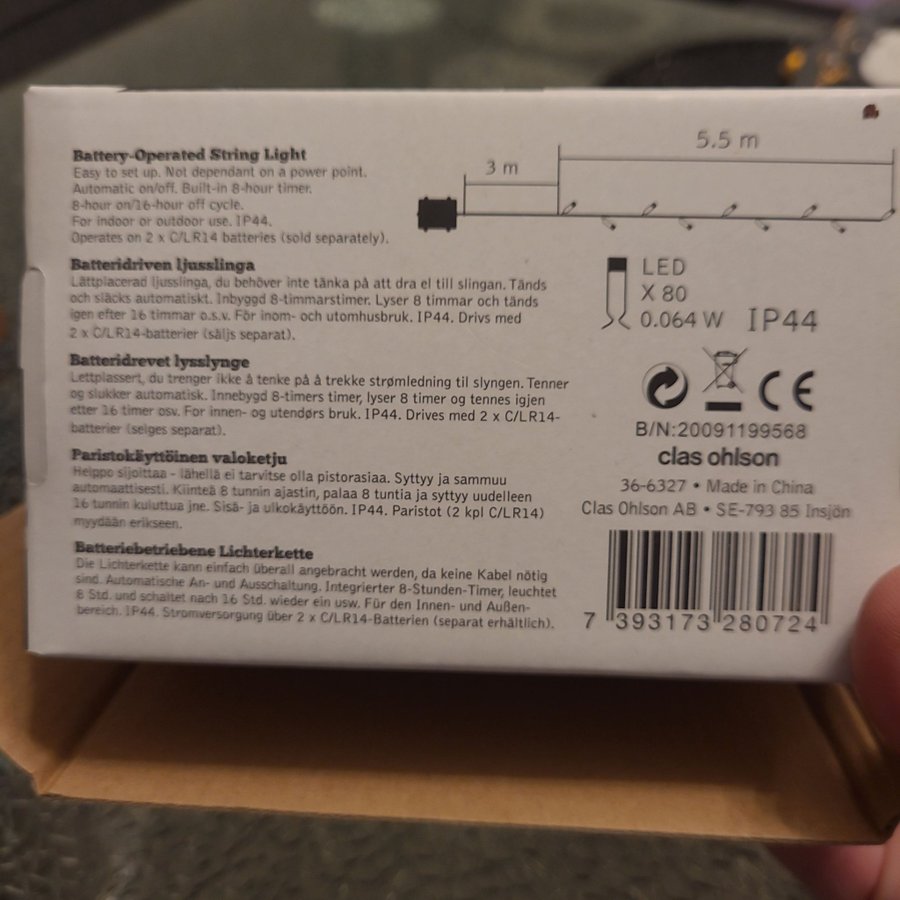 Battery-Operated String Light
Easy to set up. Not dependant on a power point.
Automatic on/off. Built-in 8-hour timer.
8-hour on/16-hour off cycle.
For indoor or outdoor use. IP44.
Operates on 2 x C/LR14 batteries (sold separately).
Batteridriven ljusslinga
Lättplacerad ljusslinga, du behöver inte tänka på att dra el till slingan. Tänds
och släcks automatiskt. Inbyggd 8-timmarstimer. Lyser 8 timmar och tänds
igen efter 16 timmar o.s.v. För inom- och utomhusbruk. IP44. Drivs med
2 x C/LR14-batterier (säljs separat).
Batteridrevet lysslynge
Lettplassert, du trenger ikke å tenke på å trekke strømledning til slyngen. Tenner
og slukker automatisk. Innebygd 8-timers timer, lyser 8 timer og tennes igjen
etter 16 timer osv. For innen- og utendørs bruk. IP44. Drives med 2 x C/LR14-
batterier (selges separat).
Paristokäyttöinen valoketju
Helppo sijoittaa - lähellä ei tarvitse olla pistorasiaa. Syttyy ja sammuu
automaattisesti. Kiinteä 8 tunnin ajastin, palaa 8 tuntia ja syttyy uudelleen
16 tunnin kuluttua jne. Sisä- ja ulkokäyttöön. IP44. Paristot (2 kpl C/LR14)
myydään erikseen.
Batteriebetriebene Lichterkette
Die Lichterkette kann einfach überall angebracht werden, da keine Kabel nötig
sind. Automatische An- und Ausschaltung. Integrierter 8-Stunden-Timer, leuchtet
8 Std. und schaltet nach 16 Std. wieder ein usw. Für den Innen- und Außen-
bereich. IP44. Stromversorgung über 2 x C/LR14-Batterien (separat erhältlich).
5.5 m
3 m
LED
X 80
0.064 W IP44
CE
B/N:20091199568
clas ohlson
36-6327 • Made in China
Clas Ohlson AB • SE-793 85 Insjön
7 393173 280724